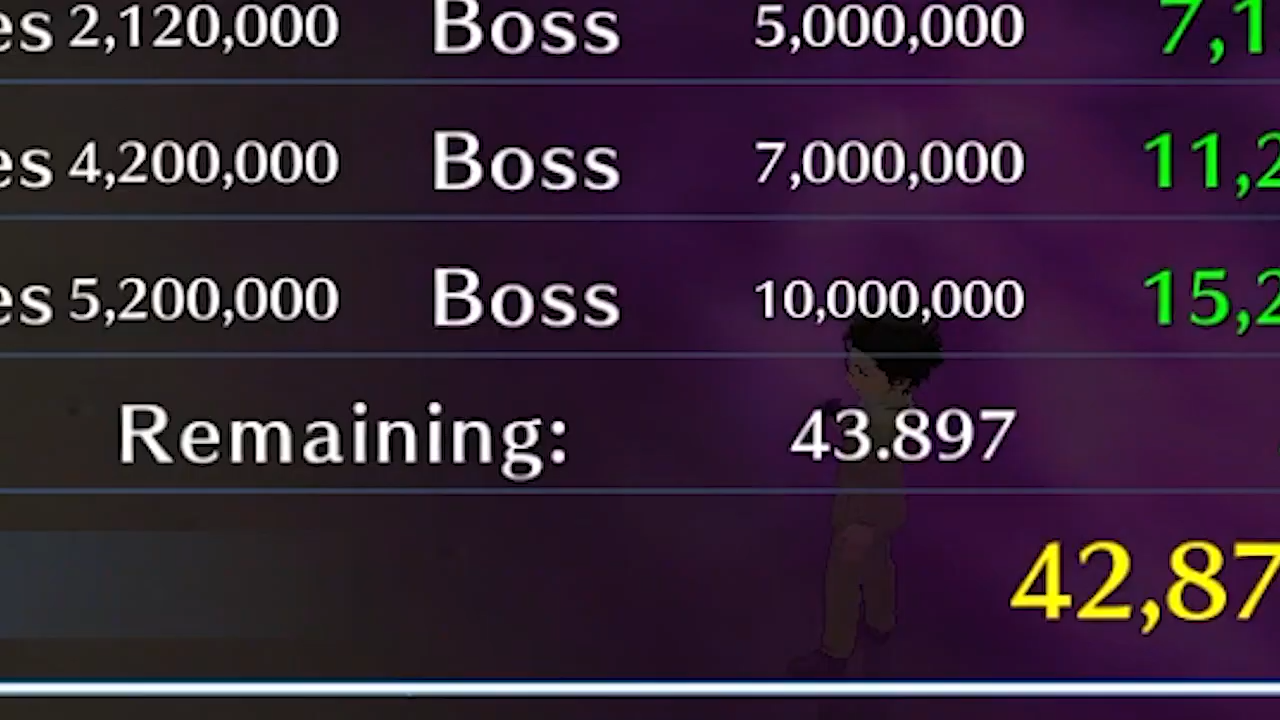 es 2,120,000 Boss 5,000,000 7,1
es 4,200,000 Boss 7,000,000 11,2
es 5,200,000 Boss 10,000,000 15,2
Remaining: 43.897
42,87